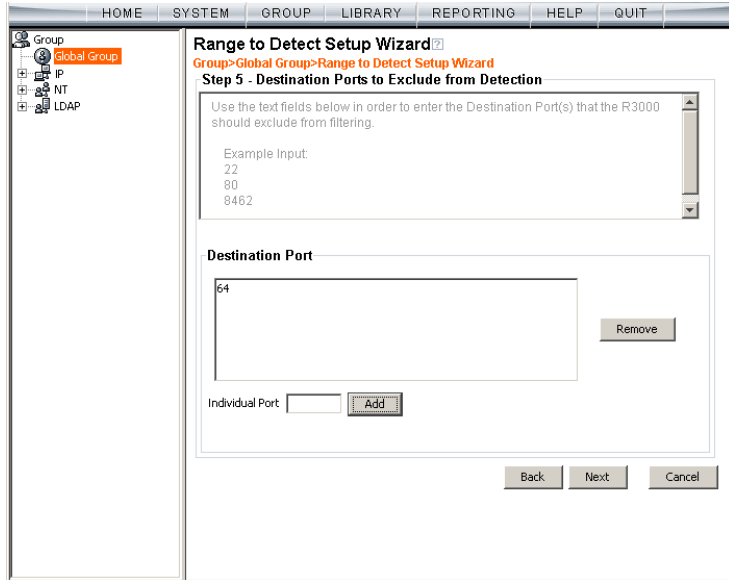 HOME SYSTEM GROUP LIBRARY REPORTING HELP QUIT
Group
Global Group
IP
NT
LDAP
Range to Detect Setup Wizard?
Group>Global Group>Range to Detect Setup Wizard
Step 5 - Destination Ports to Exclude from Detection
Use the text fields below in order to enter the Destination Port(s) that the R3000
should exclude from filtering.
Example Input:
22
80
8462
Destination Port
64
Remove
Individual Port Add
Back Next Cancel